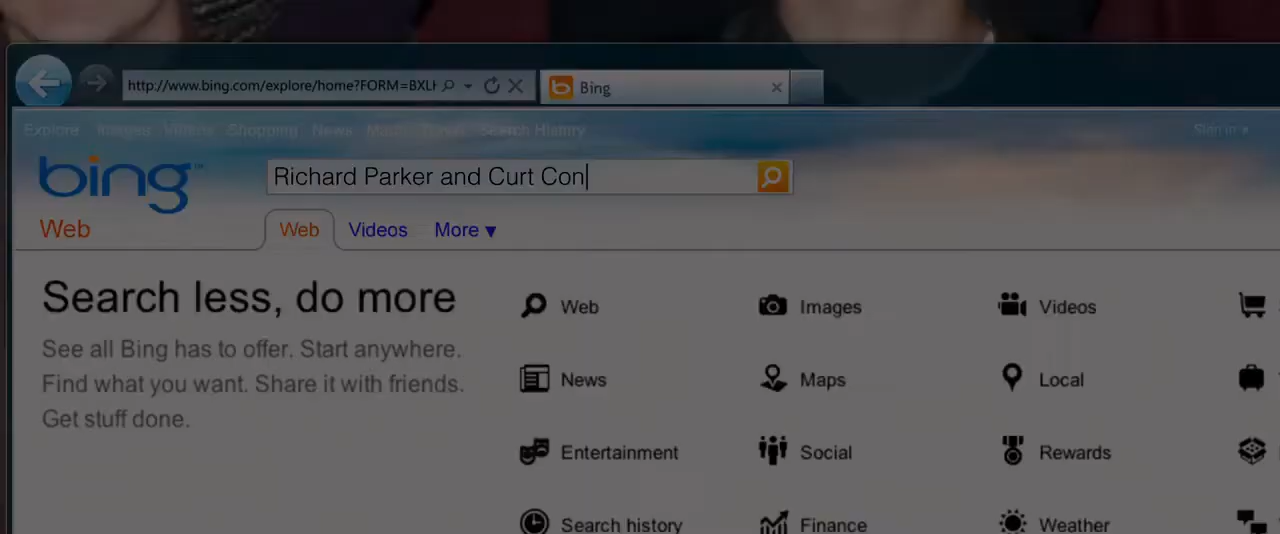 http://www.bing.com/explore/home?FORM=BXLH
Bing
Explore Images Videos Shopping News Maps Travel Search History
Sign in
bing™
Richard Parker and Curt Con
Web
Web Videos More ▼
Search less, do more
See all Bing has to offer. Start anywhere.
Find what you want. Share it with friends.
Get stuff done.
Web Images Videos
News Maps Local
Entertainment Social Rewards
Search history Finance Weather